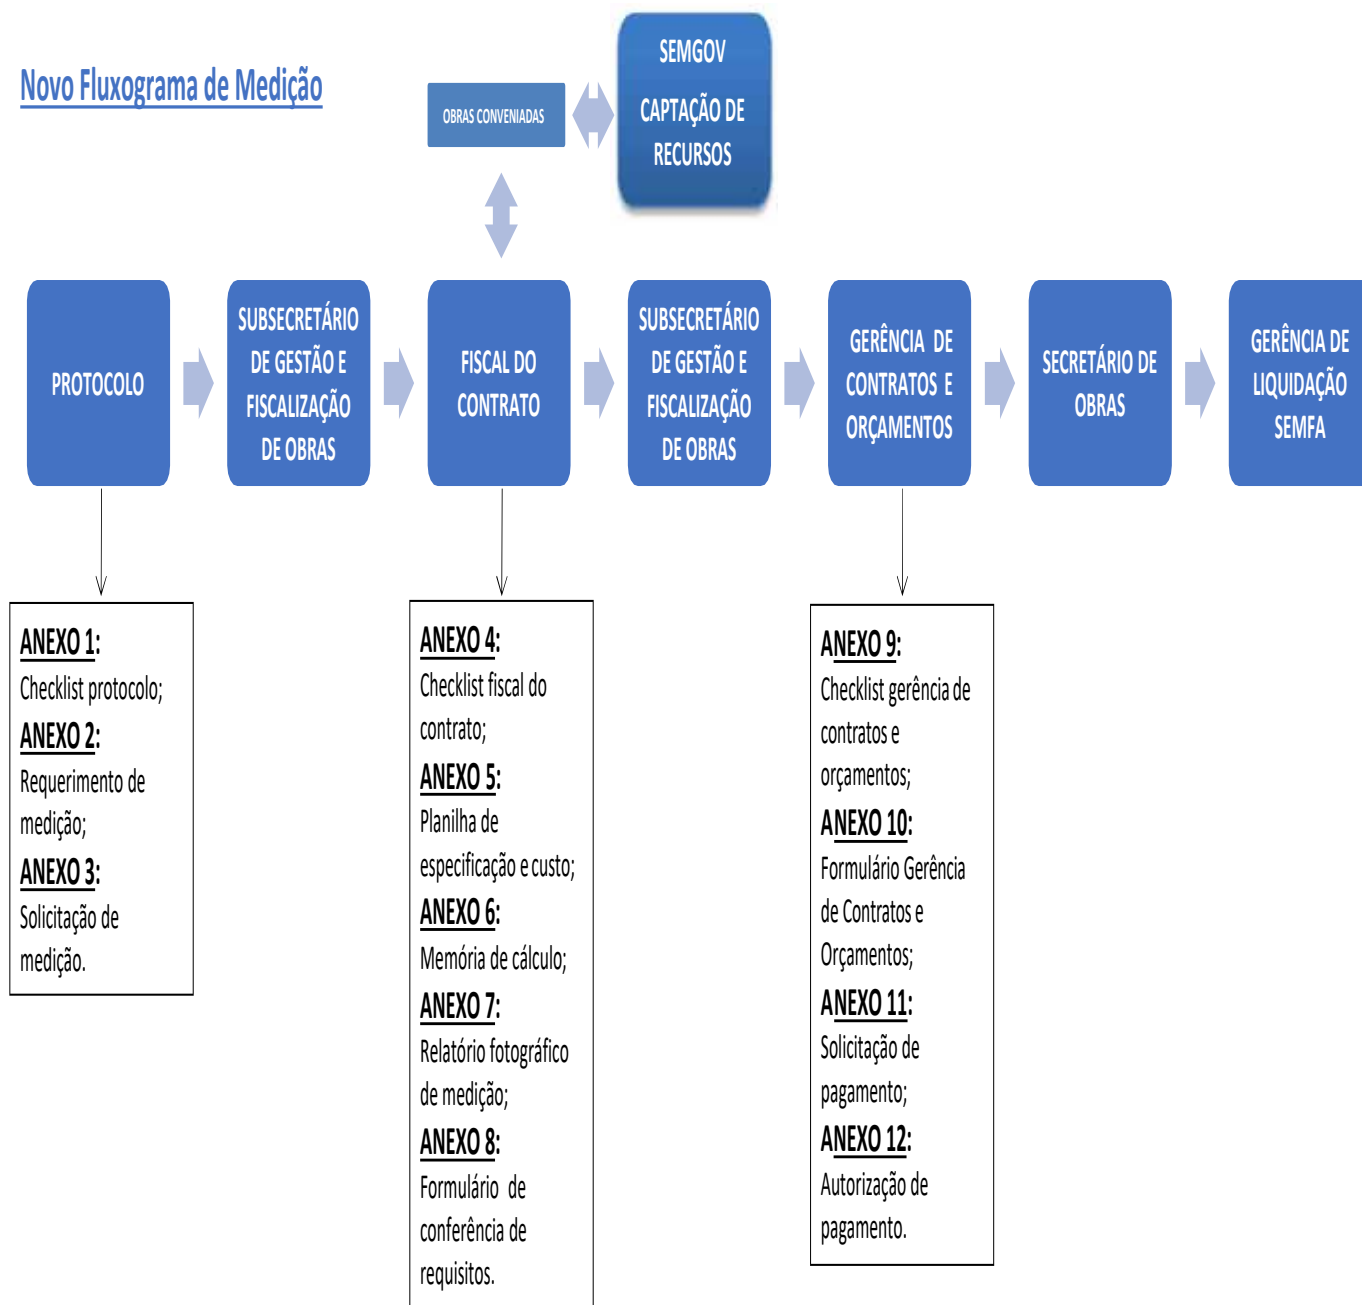 Novo Fluxograma de Medição
OBRAS CONVENIADAS
SEMGOV
CAPTAÇÃO DE
RECURSOS
PROTOCOLO
SUBSECRETÁRIO
DE GESTÃO E
FISCALIZAÇÃO
DE OBRAS
FISCAL DO
CONTRATO
SUBSECRETÁRIO
DE GESTÃO E
FISCALIZAÇÃO
DE OBRAS
GERÊNCIA DE
CONTRATOS E
ORÇAMENTOS
SECRETÁRIO DE
OBRAS
GERÊNCIA DE
LIQUIDAÇÃO
SEMFA
ANEXO 1:
Checklist protocolo;
ANEXO 2:
Requerimento de
medição;
ANEXO 3:
Solicitação de
medição.
ANEXO 4:
Checklist fiscal do
contrato;
ANEXO 5:
Planilha de
especificação e custo;
ANEXO 6:
Memória de cálculo;
ANEXO 7:
Relatório fotográfico
de medição;
ANEXO 8:
Formulário de
conferência de
requisitos.
ANEXO 9:
Checklist gerência de
contratos e
orçamentos;
ANEXO 10:
Formulário Gerência
de Contratos e
Orçamentos;
ANEXO 11:
Solicitação de
pagamento;
ANEXO 12:
Autorização de
pagamento.